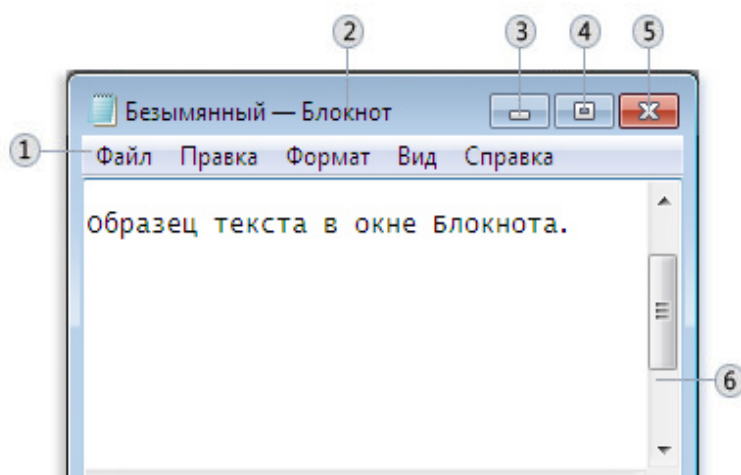 2 3 4 5
Безымянный — Блокнот
1
Файл Правка Формат Вид Справка
Образец текста в окне Блокнота.
6